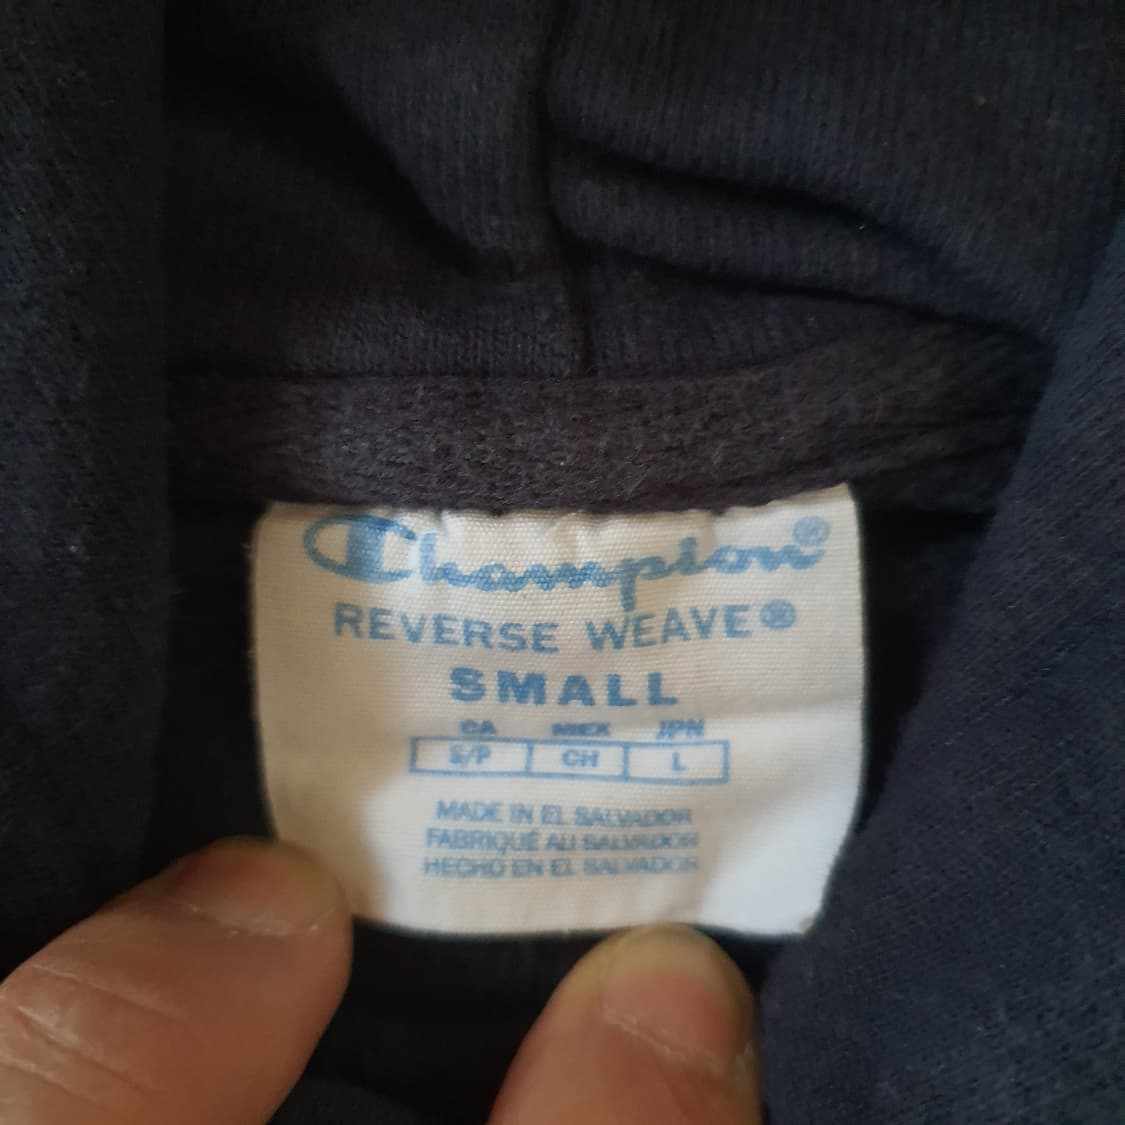 Champion®
REVERSE WEAVE®
SMALL
CA MEX JPN
S/P CH L
MADE IN EL SALVADOR
FABRIQUÉ AU SALVADOR
HECHO EN EL SALVADOR